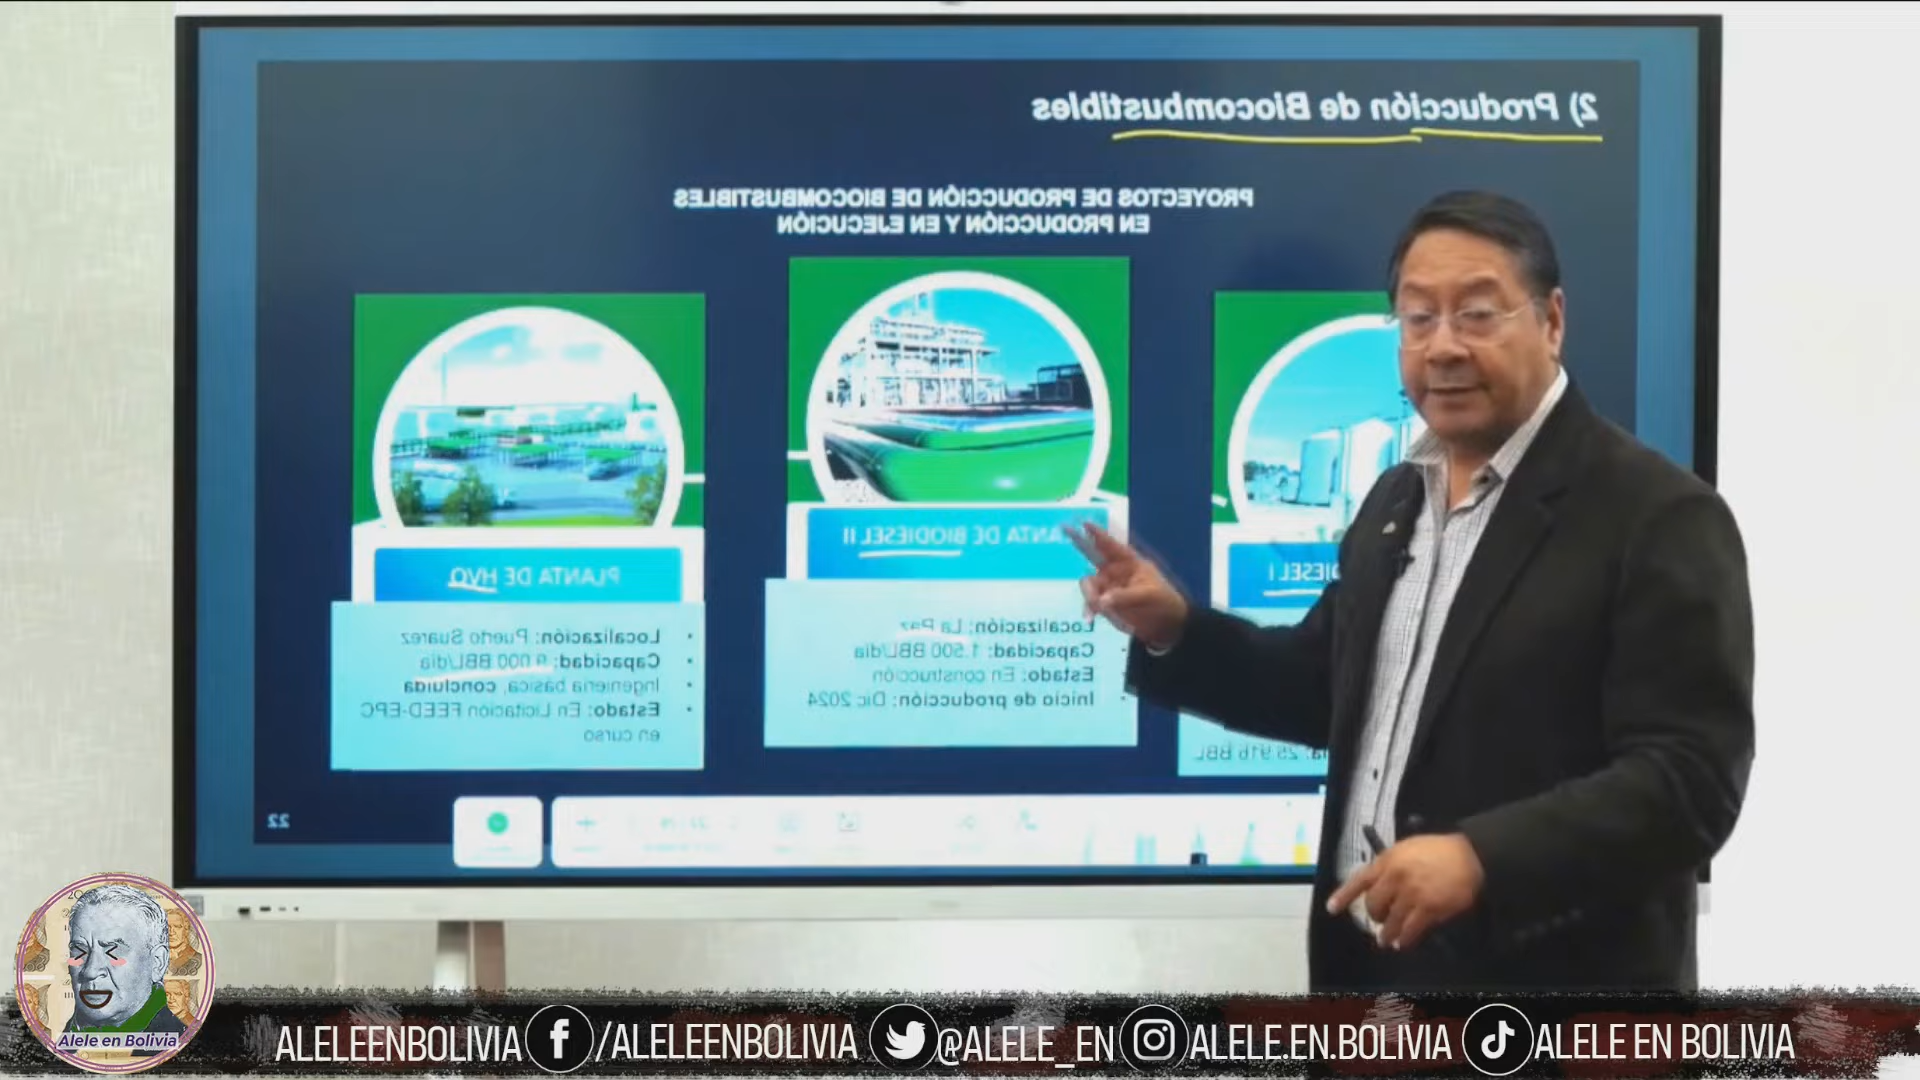 2) Producción de Biocombustibles
PROYECTOS DE PRODUCCIÓN DE BIOCOMBUSTIBLES
EN PRODUCCIÓN Y EN EJECUCIÓN
PLANTA DE HVO
• Localización: Puerto Suarez
• Capacidad: 9.000 BBL/día
• Ingeniería básica, concluida
• Estado: En Licitación FEED-EPC
en curso
DE BIODIESEL II
Localización: La Paz
• Capacidad: 1.500 BBL/día
Estado: En construcción
• Inicio de producción: Dic 2024
25 916 BBL
22
Alele en Bolivia
ALELEENBOLIVIA f /ALELEENBOLIVIA @ALELE_EN ALELE.EN.BOLIVIA ALELE EN BOLIVIA